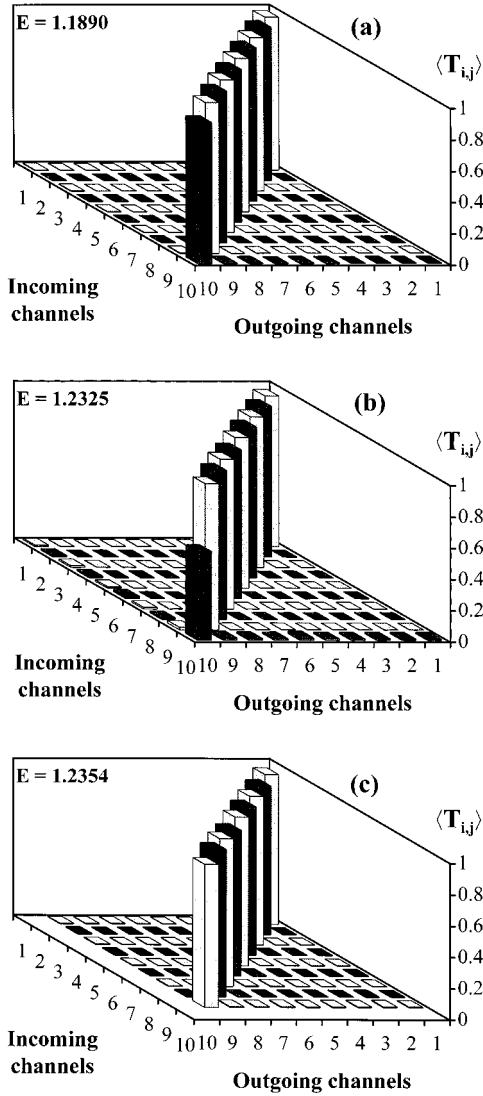 E = 1.1890
(a)
⟨T_{i,j}⟩
1
0.8
0.6
0.4
0.2
0
1 2 3 4 5 6 7 8 9 10
10 9 8 7 6 5 4 3 2 1
Incoming channels
Outgoing channels
E = 1.2325
(b)
⟨T_{i,j}⟩
1
0.8
0.6
0.4
0.2
0
1 2 3 4 5 6 7 8 9 10
10 9 8 7 6 5 4 3 2 1
Incoming channels
Outgoing channels
E = 1.2354
(c)
⟨T_{i,j}⟩
1
0.8
0.6
0.4
0.2
0
1 2 3 4 5 6 7 8 9 10
10 9 8 7 6 5 4 3 2 1
Incoming channels
Outgoing channels